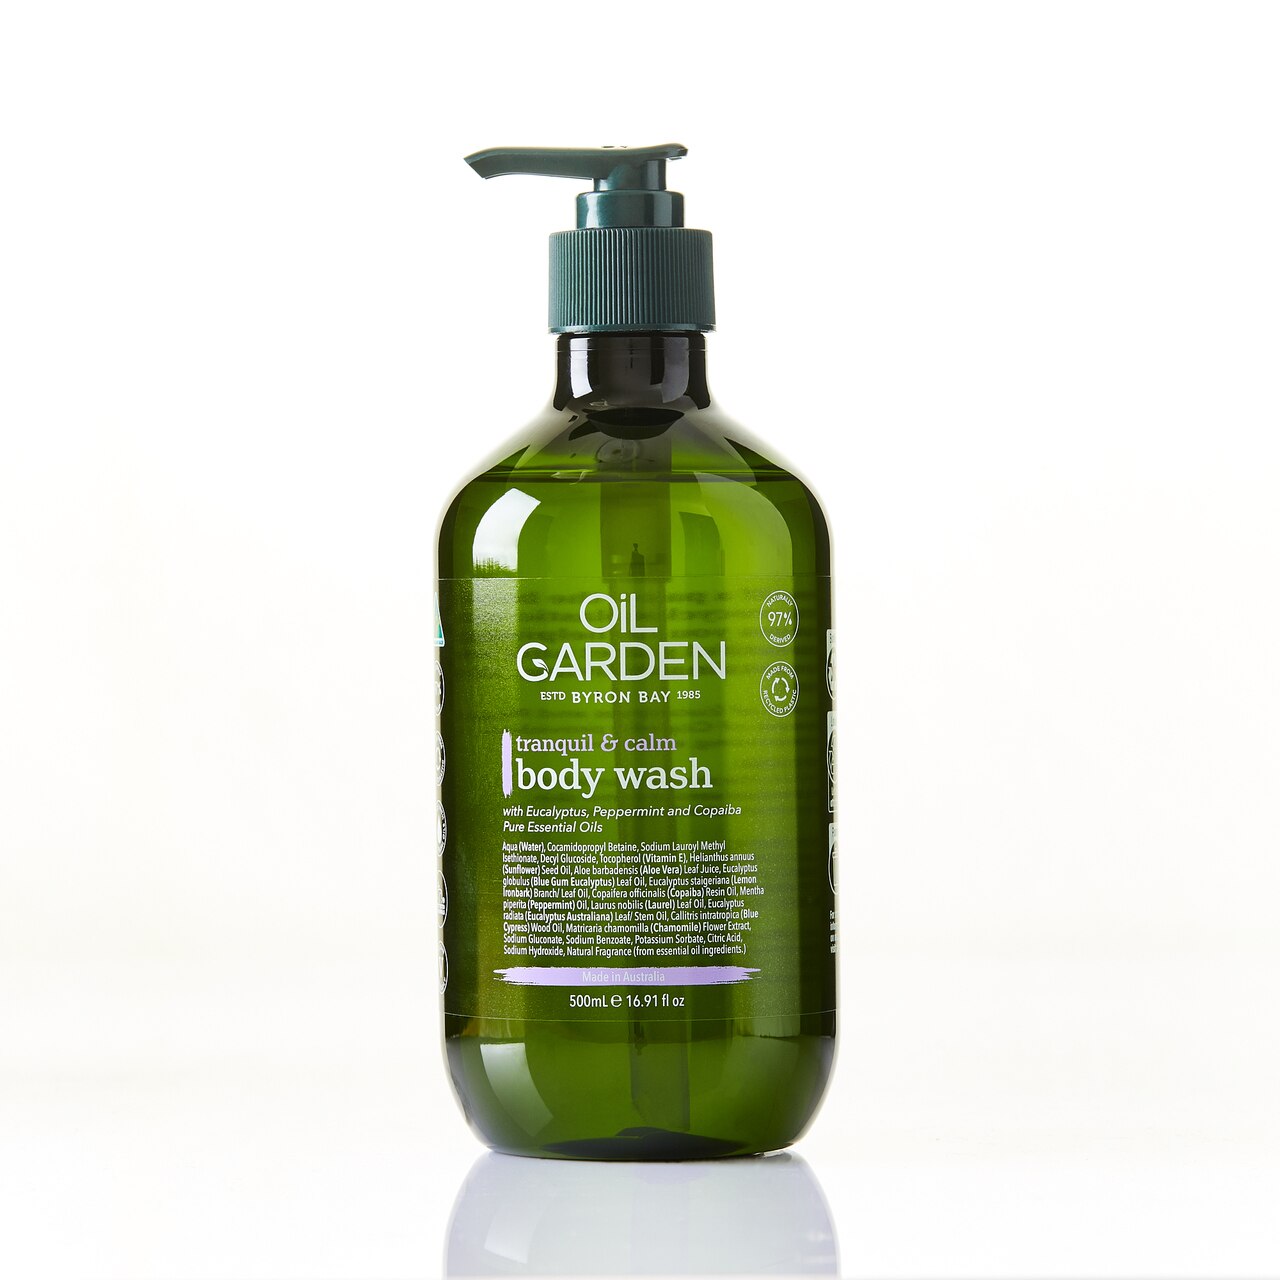 OiL
GARDEN
ESTD BYRON BAY 1985
NATURALLY
97%
DERIVED
MADE FROM
RECYCLED PLASTIC
tranquil & calm
body wash
with Eucalyptus, Peppermint and Copaiba
Pure Essential Oils
Aqua (Water), Cocamidopropyl Betaine, Sodium Lauroyl Methyl
Isethionate, Decyl Glucoside, Tocopherol (Vitamin E), Helianthus annuus
(Sunflower) Seed Oil, Aloe barbadensis (Aloe Vera) Leaf Juice, Eucalyptus
globulus (Blue Gum Eucalyptus) Leaf Oil, Eucalyptus staigeriana (Lemon
Ironbark) Branch/ Leaf Oil, Copaifera officinalis (Copaiba) Resin Oil, Mentha
piperita (Peppermint) Oil, Laurus nobilis (Laurel) Leaf Oil, Eucalyptus
radiata (Eucalyptus Australiana) Leaf/ Stem Oil, Callitris intratropica (Blue
Cypress) Wood Oil, Matricaria chamomilla (Chamomile) Flower Extract,
Sodium Gluconate, Sodium Benzoate, Potassium Sorbate, Citric Acid,
Sodium Hydroxide, Natural Fragrance (from essential oil ingredients.)
Made in Australia
500mL ℮ 16.91 fl oz